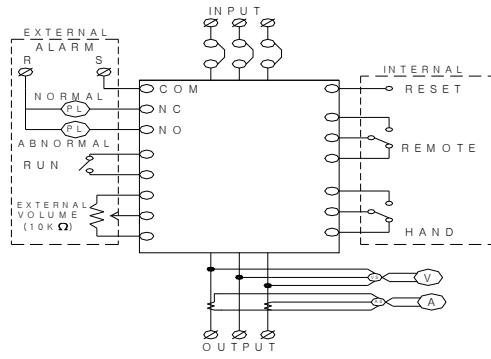 INPUT
EXTERNAL
ALARM
R S
INTERNAL
COM
RESET
NORMAL
PL
NC
PL
NO
ABNORMAL
REMOTE
RUN
EXTERNAL
VOLUME
(10KΩ)
HAND
V
A
OUTPUT